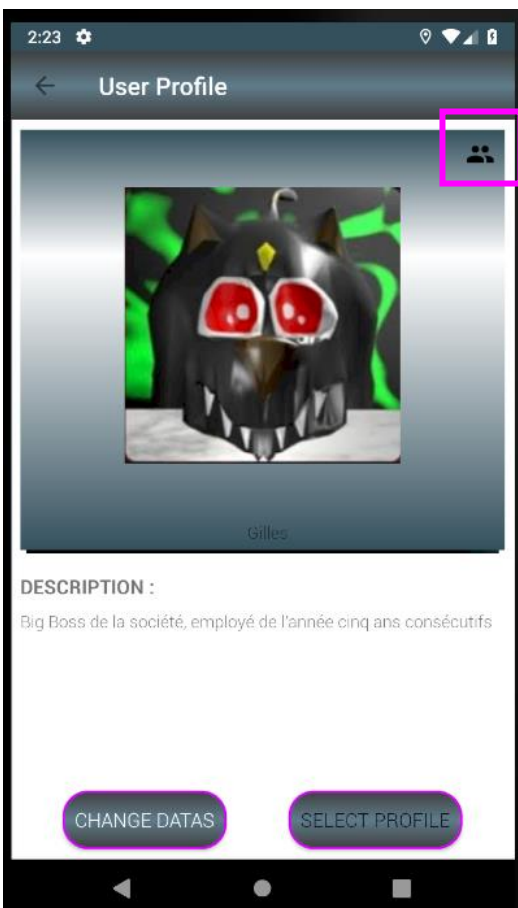 2:23
User Profile
Gilles
DESCRIPTION :
Big Boss de la société, employé de l'année cinq ans consécutifs
CHANGE DATAS
SELECT PROFILE